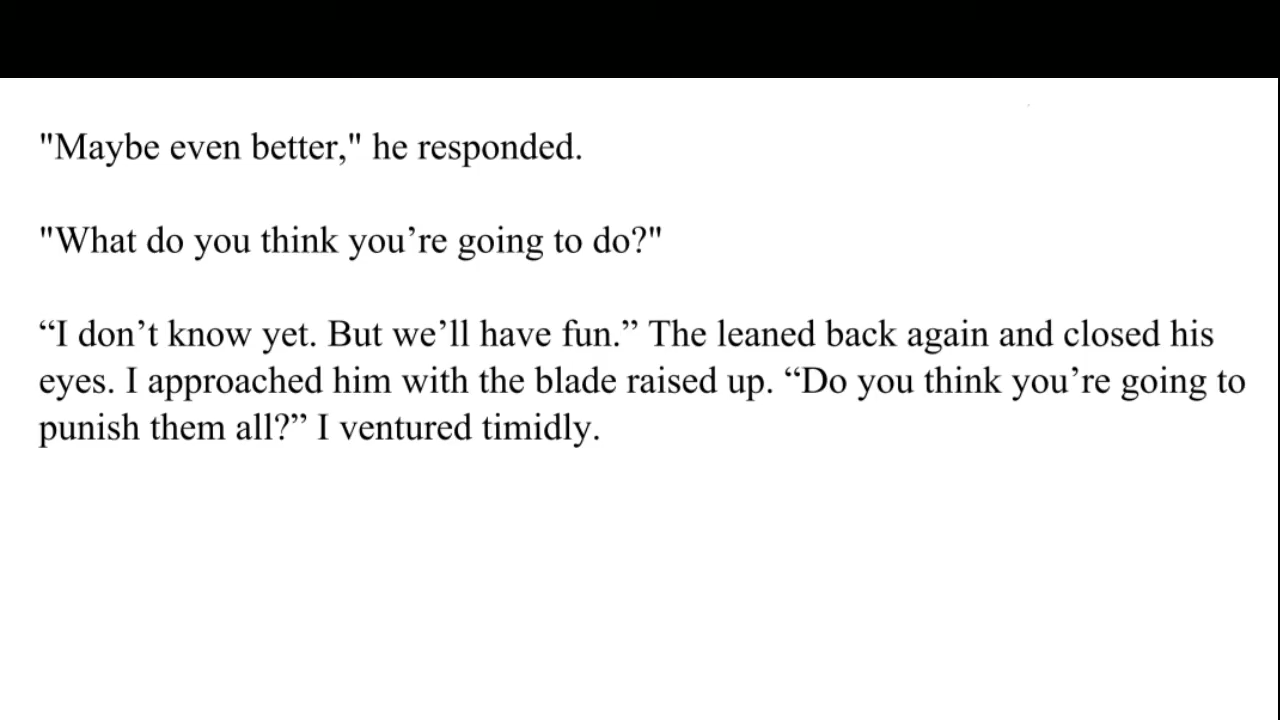 "Maybe even better," he responded.
"What do you think you’re going to do?"
“I don’t know yet. But we’ll have fun.” The leaned back again and closed his
eyes. I approached him with the blade raised up. “Do you think you’re going to
punish them all?” I ventured timidly.